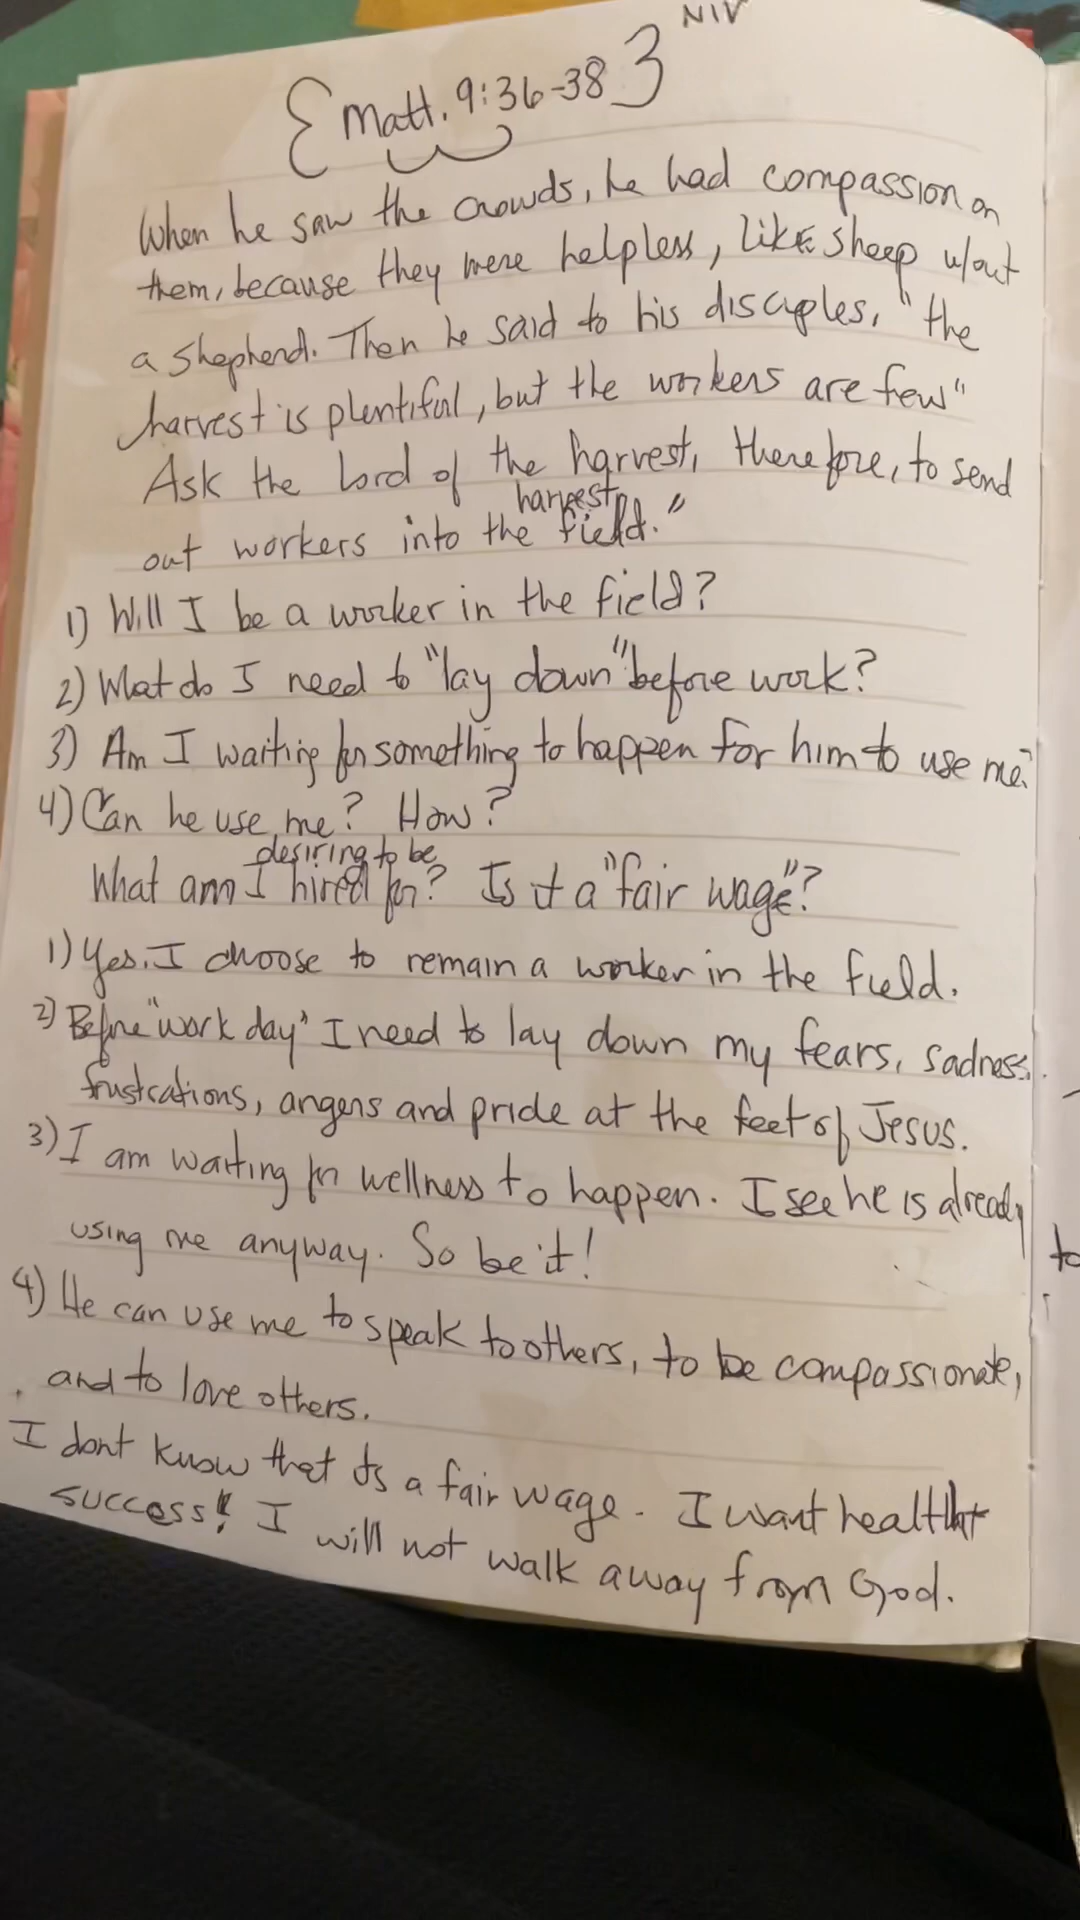 { Matt. 9:36-38 } NIV
When he saw the crowds, he had compassion on
them, because they were helpless, like sheep w/out
a shepherd. Then he said to his disciples, "the
harvest is plentiful, but the workers are few"
Ask the Lord of the harvest, therefore, to send
harvest
out workers into the field."
1) Will I be a worker in the field?
2) What do I need to "lay down" before work?
3) Am I waiting for something to happen for him to use me?
4) Can he use me? How?
desiring to be
What am I hired for? Is it a "fair wage"?
1) Yes. I choose to remain a worker in the field.
2) Before "work day" I need to lay down my fears, sadness,
frustrations, angers and pride at the feet of Jesus.
3) I am waiting for wellness to happen. I see he is already
using me anyway. So be it!
4) He can use me to speak to others, to be compassionate,
and to love others.
I dont know that its a fair wage. I want health
success! I will not walk away from God.
to